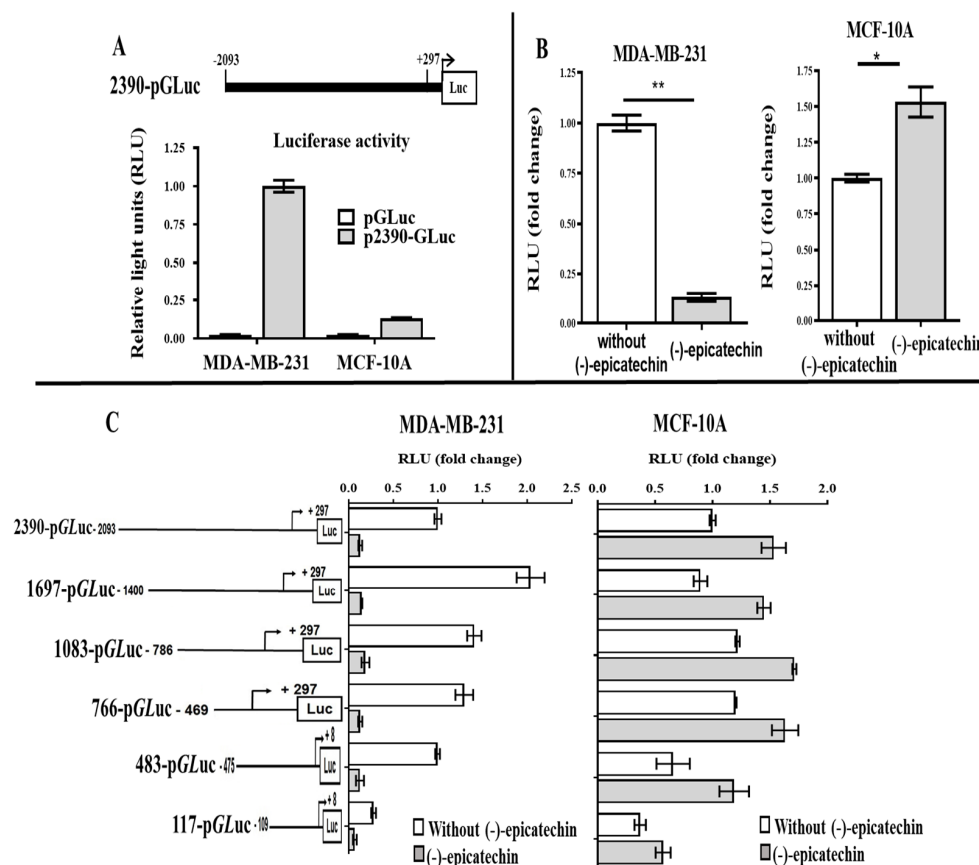 A
-2093
+297
2390-pGLuc
Luc
Luciferase activity
Relative light units (RLU)
1.25
1.00
0.75
0.50
0.25
0.00
pGLuc
p2390-GLuc
MDA-MB-231
MCF-10A
B
MDA-MB-231
RLU (fold change)
1.25
1.00
0.75
0.50
0.25
0.00
**
without
(-)-epicatechin
(-)-epicatechin
MCF-10A
RLU (fold change)
1.25
1.50
1.25
1.00
0.75
0.50
0.25
0.00
*
without
(-)-epicatechin
(-)-epicatechin
C
MDA-MB-231
RLU (fold change)
0.0 0.5 1.0 1.5 2.0 2.5
MCF-10A
RLU (fold change)
0.0 0.5 1.0 1.5 2.0
2390-pGLuc - 2093
+ 297
Luc
1697-pGLuc - 1400
+ 297
Luc
1083-pGLuc - 786
+ 297
Luc
766-pGLuc - 469
+ 297
Luc
483-pGLuc - 475
+ 8
Luc
117-pGLuc - 109
+ 8
Luc
Without (-)-epicatechin
(-)-epicatechin
Without (-)-epicatechin
(-)-epicatechin